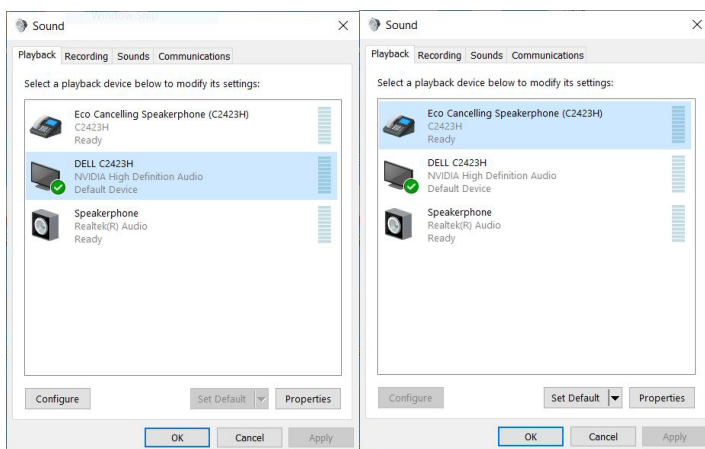 Window Snip
Sound
Playback Recording Sounds Communications
Select a playback device below to modify its settings:
Eco Cancelling Speakerphone (C2423H)
C2423H
Ready
DELL C2423H
NVIDIA High Definition Audio
Default Device
Speakerphone
Realtek(R) Audio
Ready
Configure Set Default Properties
OK Cancel Apply
Sound
Playback Recording Sounds Communications
Select a playback device below to modify its settings:
Eco Cancelling Speakerphone (C2423H)
C2423H
Ready
DELL C2423H
NVIDIA High Definition Audio
Default Device
Speakerphone
Realtek(R) Audio
Ready
Configure Set Default Properties
OK Cancel Apply